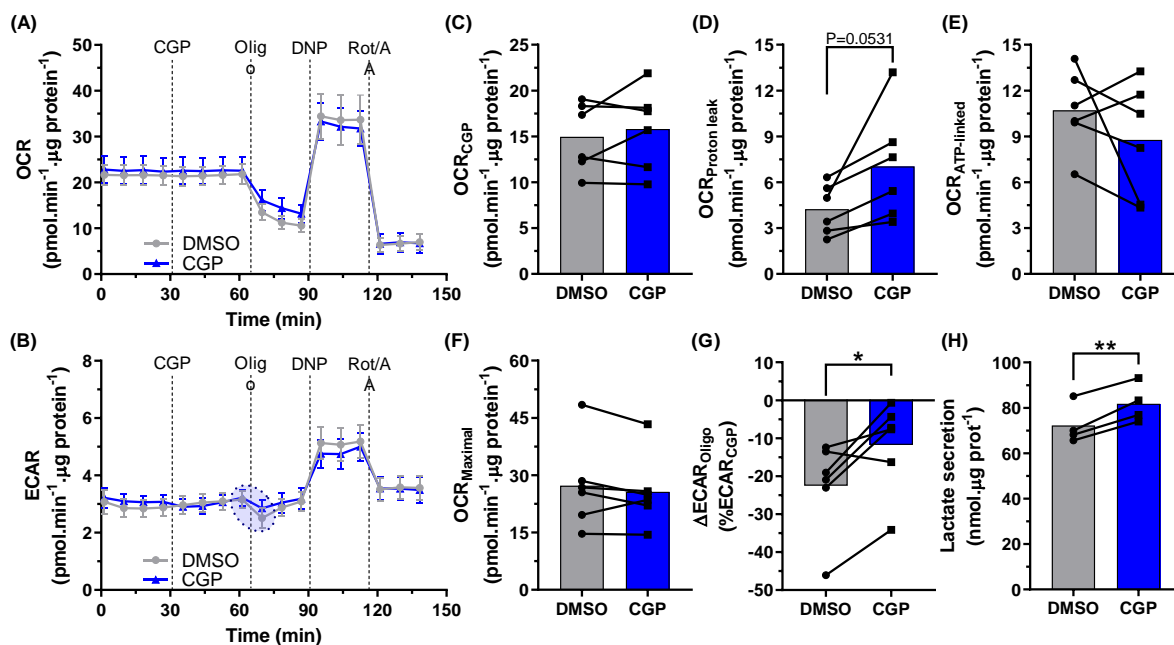 (A)
CGP
Olig
o
DNP
Rot/A
A
50
40
30
20
10
0
OCR
(pmol.min⁻¹.µg protein⁻¹)
DMSO
CGP
0
30
60
90
120
150
Time (min)
(C)
25
20
15
10
5
0
OCR_CGP
(pmol.min⁻¹.µg protein⁻¹)
DMSO
CGP
(D)
P=0.0531
15
12
9
6
3
0
OCR_Proton leak
(pmol.min⁻¹.µg protein⁻¹)
DMSO
CGP
(E)
15
12
9
6
3
0
OCR_ATP-linked
(pmol.min⁻¹.µg protein⁻¹)
DMSO
CGP
(B)
CGP
Olig
o
DNP
Rot/A
A
8
6
4
2
0
ECAR
(pmol.min⁻¹.µg protein⁻¹)
DMSO
CGP
0
30
60
90
120
150
Time (min)
(F)
60
45
30
15
0
OCR_Maximal
(pmol.min⁻¹.µg protein⁻¹)
DMSO
CGP
(G)
*
10
0
-10
-20
-30
-40
-50
ΔECAR_Oligo
(%ECAR_CGP)
DMSO
CGP
(H)
**
100
80
60
40
20
0
Lactate secretion
(nmol.µg prot⁻¹)
DMSO
CGP